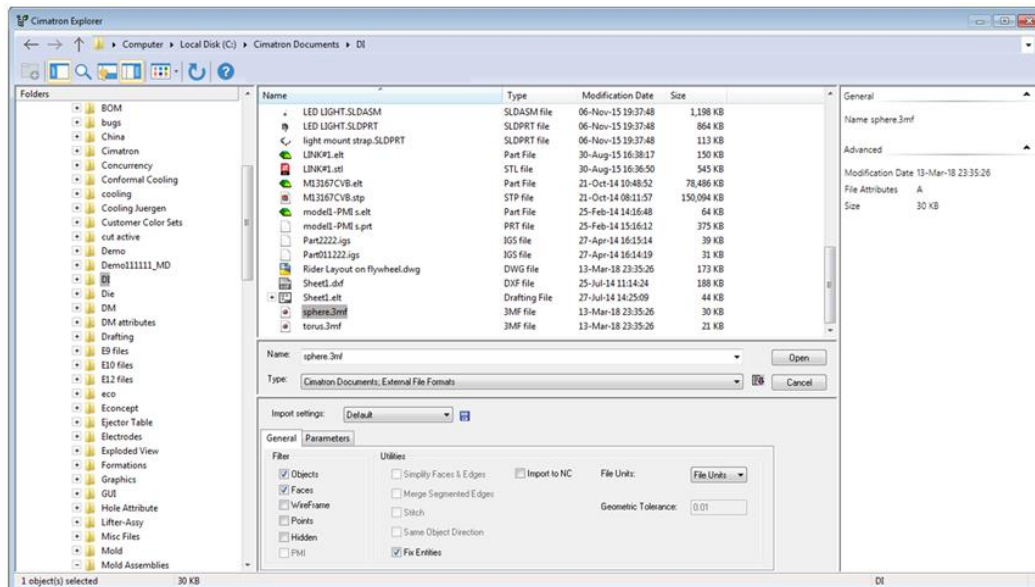 Cimatron Explorer
Computer Local Disk (C:) Cimatron Documents DI
Folders
BOM
bugs
China
Cimatron
Concurrency
Conformal Cooling
cooling
Cooling Juergen
Customer Color Sets
cut active
Demo
Demo111111_MD
DI
Die
DM
DM attributes
Drafting
E9 files
E10 files
E12 files
eco
Econcept
Ejector Table
Electrodes
Exploded View
Formations
Graphics
GUI
Hole Attribute
Lifter-Assy
Misc Files
Mold
Mold Assemblies
Name Type Modification Date Size
LED LIGHT.SLDASM SLDASM file 06-Nov-15 19:37:48 1,198 KB
LED LIGHT.SLDPRT SLDPRT file 06-Nov-15 19:37:48 864 KB
light mount strap.SLDPRT SLDPRT file 06-Nov-15 19:37:48 113 KB
LINK#1.elt Part File 30-Aug-15 16:38:17 150 KB
LINK#1.stl STL file 30-Aug-15 16:36:50 545 KB
M13167CVB.elt Part File 21-Oct-14 10:48:52 78,486 KB
M13167CVB.stp STP file 21-Oct-14 08:11:57 150,094 KB
model1-PMI s.elt Part File 25-Feb-14 14:16:48 64 KB
model1-PMI s.prt PRT file 25-Feb-14 15:16:12 375 KB
Part2222.igs IGS file 27-Apr-14 16:15:14 39 KB
Part011222.igs IGS file 27-Apr-14 16:14:19 31 KB
Rider Layout on flywheel.dwg DWG file 13-Mar-18 23:35:26 173 KB
Sheet1.dxf DXF file 25-Jul-14 11:14:24 188 KB
Sheet1.elt Drafting File 27-Jul-14 14:25:09 44 KB
sphere.3mf 3MF file 13-Mar-18 23:35:26 30 KB
torus.3mf 3MF file 13-Mar-18 23:35:26 21 KB
Name: sphere.3mf Open
Type: Cimatron Documents; External File Formats Cancel
Import settings: Default
General Parameters
Filter
Objects
Faces
WireFrame
Points
Hidden
PMI
Utilities
Simplify Faces & Edges
Merge Segmented Edges
Stitch
Same Object Direction
Fix Entities
Import to NC
File Units: File Units
Geometric Tolerance: 0.01
General
Name sphere.3mf
Advanced
Modification Date 13-Mar-18 23:35:26
File Attributes A
Size 30 KB
1 object(s) selected 30 KB DI